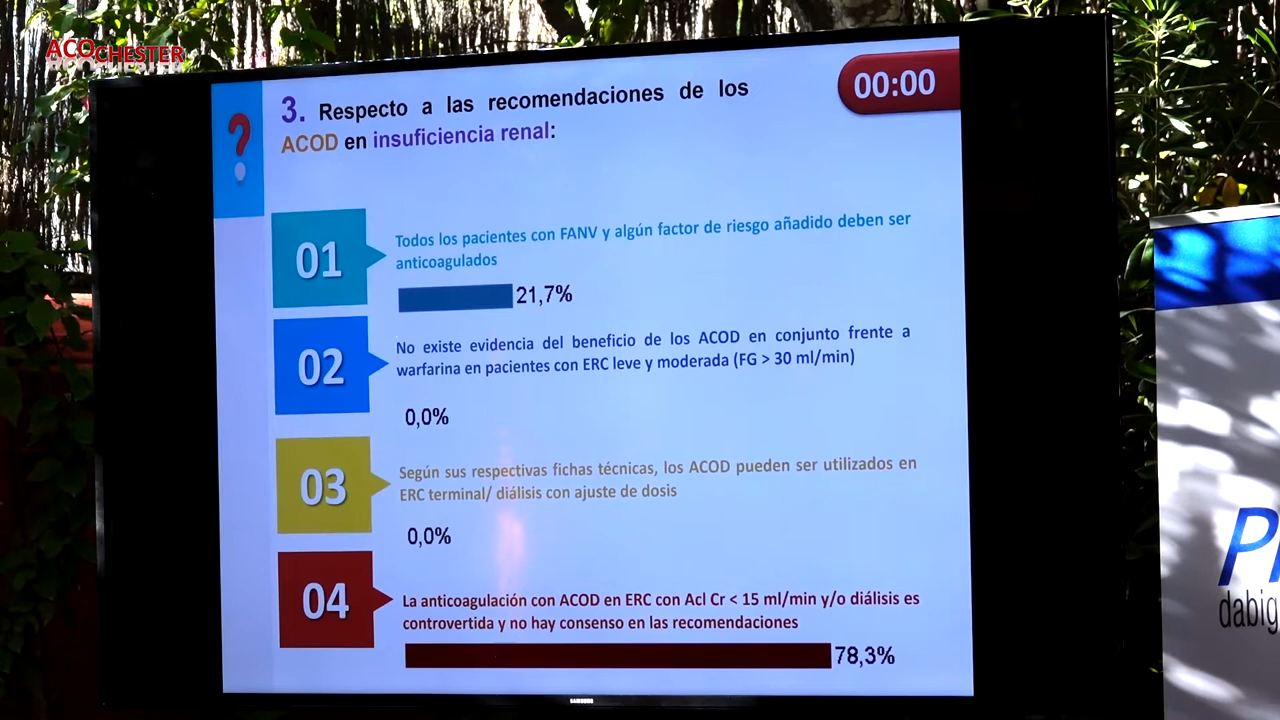 ACOCHESTER
3. Respecto a las recomendaciones de los
ACOD en insuficiencia renal:
00:00
?
01
Todos los pacientes con FANV y algún factor de riesgo añadido deben ser
anticoagulados
21,7%
02
No existe evidencia del beneficio de los ACOD en conjunto frente a
warfarina en pacientes con ERC leve y moderada (FG > 30 ml/min)
0,0%
03
Según sus respectivas fichas técnicas, los ACOD pueden ser utilizados en
ERC terminal/ diálisis con ajuste de dosis
0,0%
04
La anticoagulación con ACOD en ERC con Acl Cr < 15 ml/min y/o diálisis es
controvertida y no hay consenso en las recomendaciones
78,3%
SAMSUNG
dabig